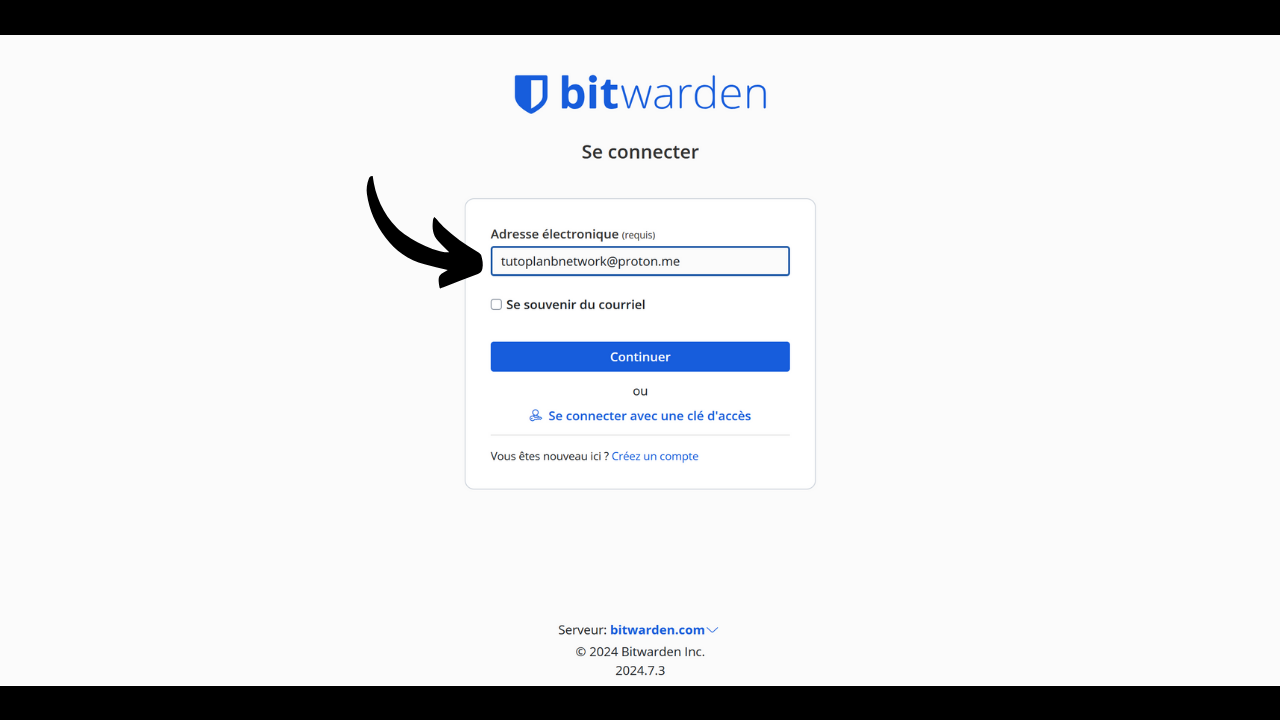 bitwarden
Se connecter
Adresse électronique (requis)
tutoplanbnetwork@proton.me
Se souvenir du courriel
Continuer
ou
Se connecter avec une clé d'accès
Vous êtes nouveau ici ? Créez un compte
Serveur: bitwarden.com
© 2024 Bitwarden Inc.
2024.7.3